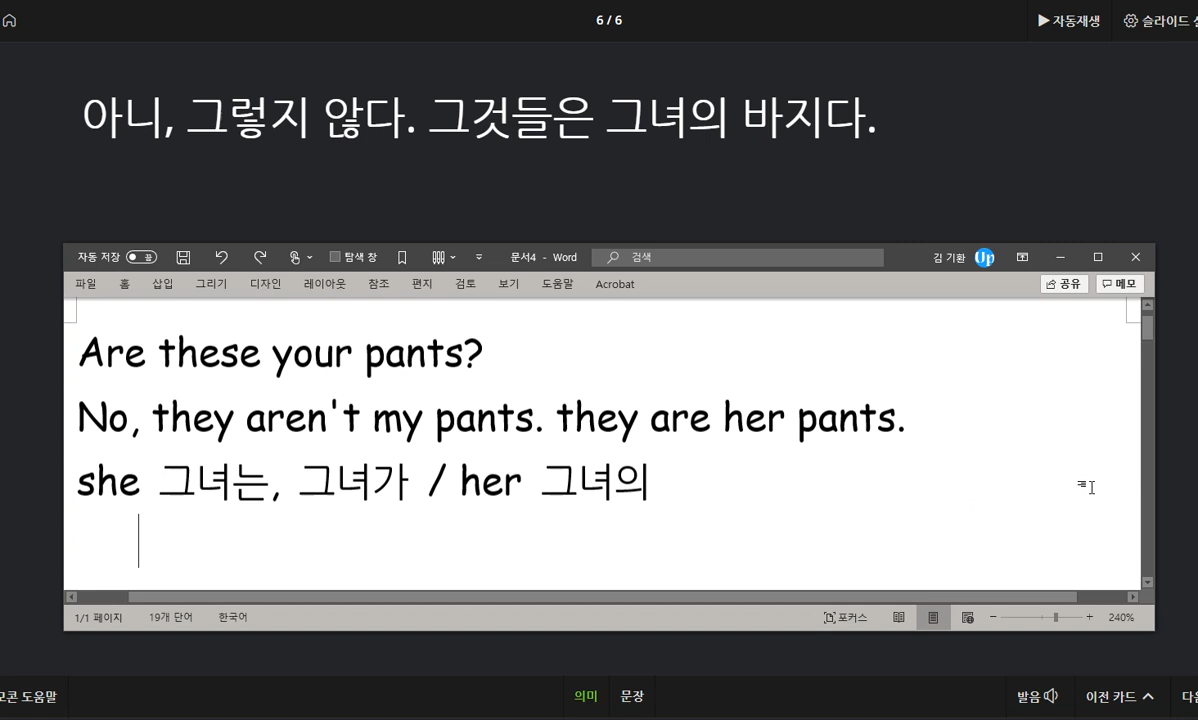 6 / 6
자동재생
슬라이드
아니, 그렇지 않다. 그것들은 그녀의 바지다.
자동 저장 끔
탐색 창
문서4 - Word
검색
김 기환
Up
파일 홈 삽입 그리기 디자인 레이아웃 참조 편지 검토 보기 도움말 Acrobat
공유 메모
Are these your pants?
No, they aren't my pants. they are her pants.
she 그녀는, 그녀가 / her 그녀의
1/1 페이지 19개 단어 한국어 포커스 240%
도움말 의미 문장 발음 이전 카드